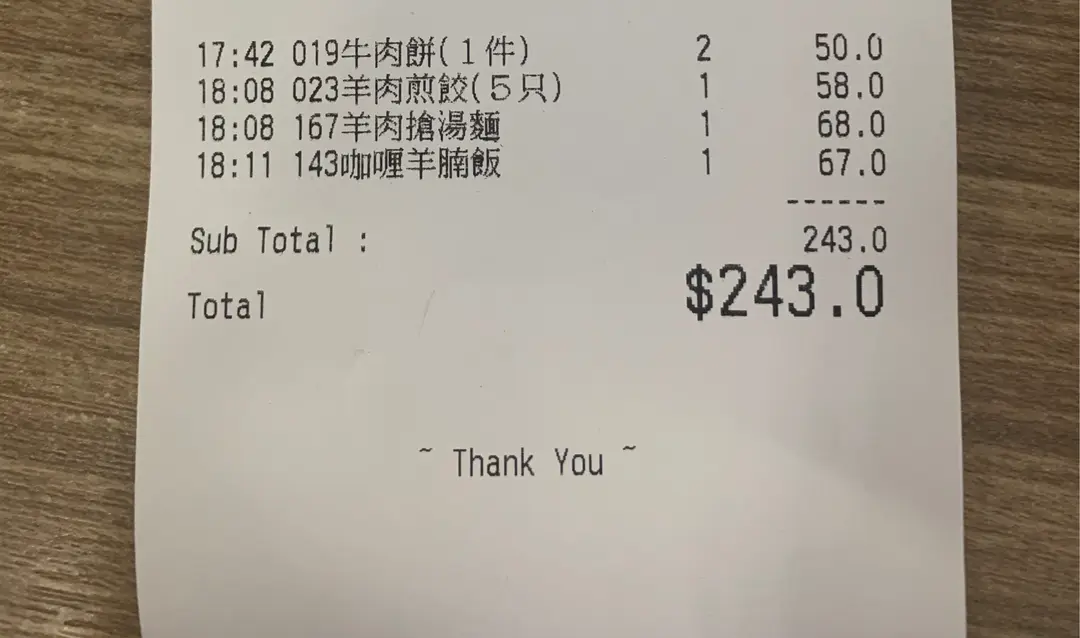 17:42 019牛肉餅(１件) 2 50.0
18:08 023羊肉煎餃(５只) 1 58.0
18:08 167羊肉搶湯麵 1 68.0
18:11 143咖喱羊腩飯 1 67.0
------
Sub Total : 243.0
Total $243.0
~ Thank You ~